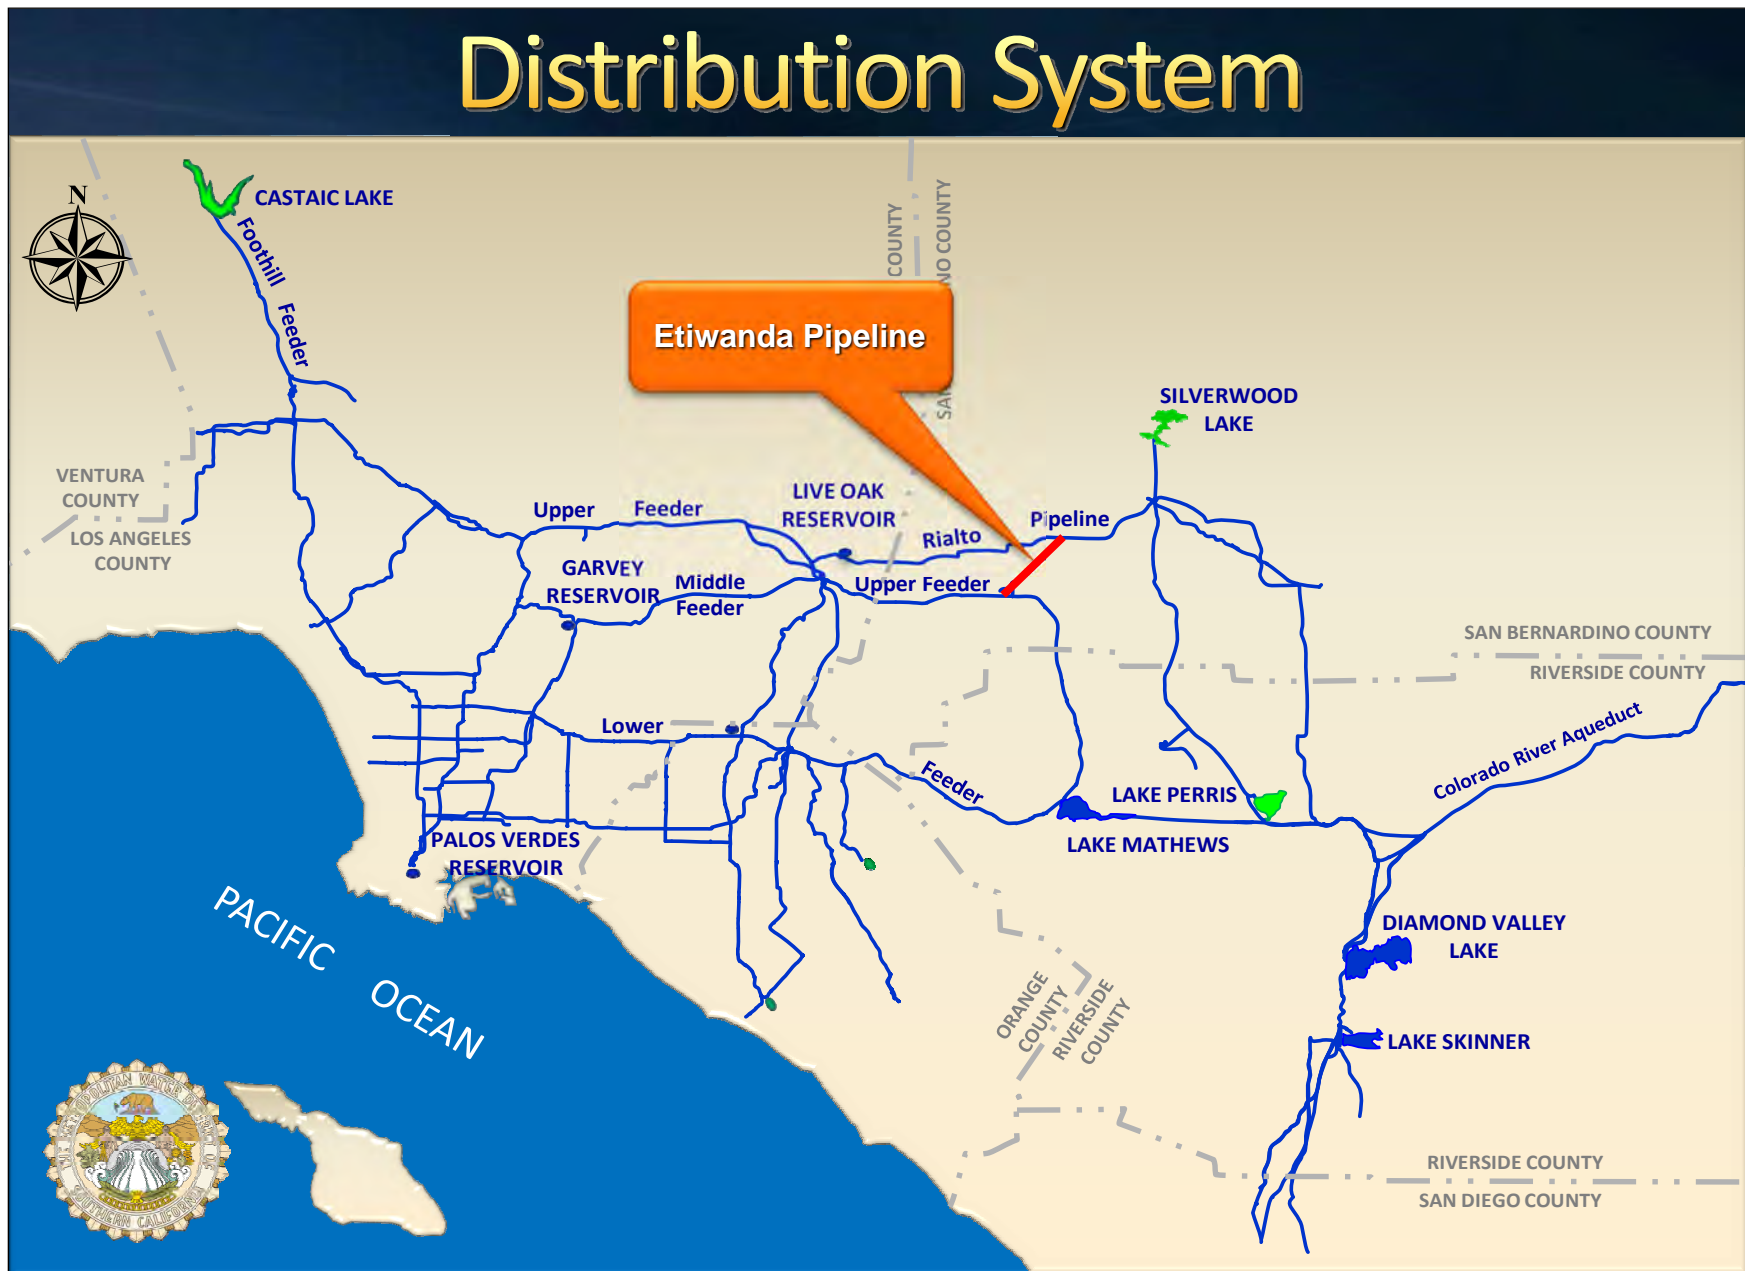 Distribution System
N
CASTAIC LAKE
Foothill Feeder
COUNTY
Etiwanda Pipeline
SILVERWOOD
LAKE
VENTURA
COUNTY
LOS ANGELES
COUNTY
Upper Feeder
LIVE OAK
RESERVOIR
Rialto Pipeline
GARVEY
RESERVOIR
Middle
Feeder
Upper Feeder
SAN BERNARDINO COUNTY
RIVERSIDE COUNTY
Lower Feeder
Colorado River Aqueduct
LAKE PERRIS
LAKE MATHEWS
PALOS VERDES
RESERVOIR
PACIFIC OCEAN
DIAMOND VALLEY
LAKE
ORANGE
COUNTY
RIVERSIDE
COUNTY
LAKE SKINNER
SOUTHERN CALIFORNIA
RIVERSIDE COUNTY
SAN DIEGO COUNTY